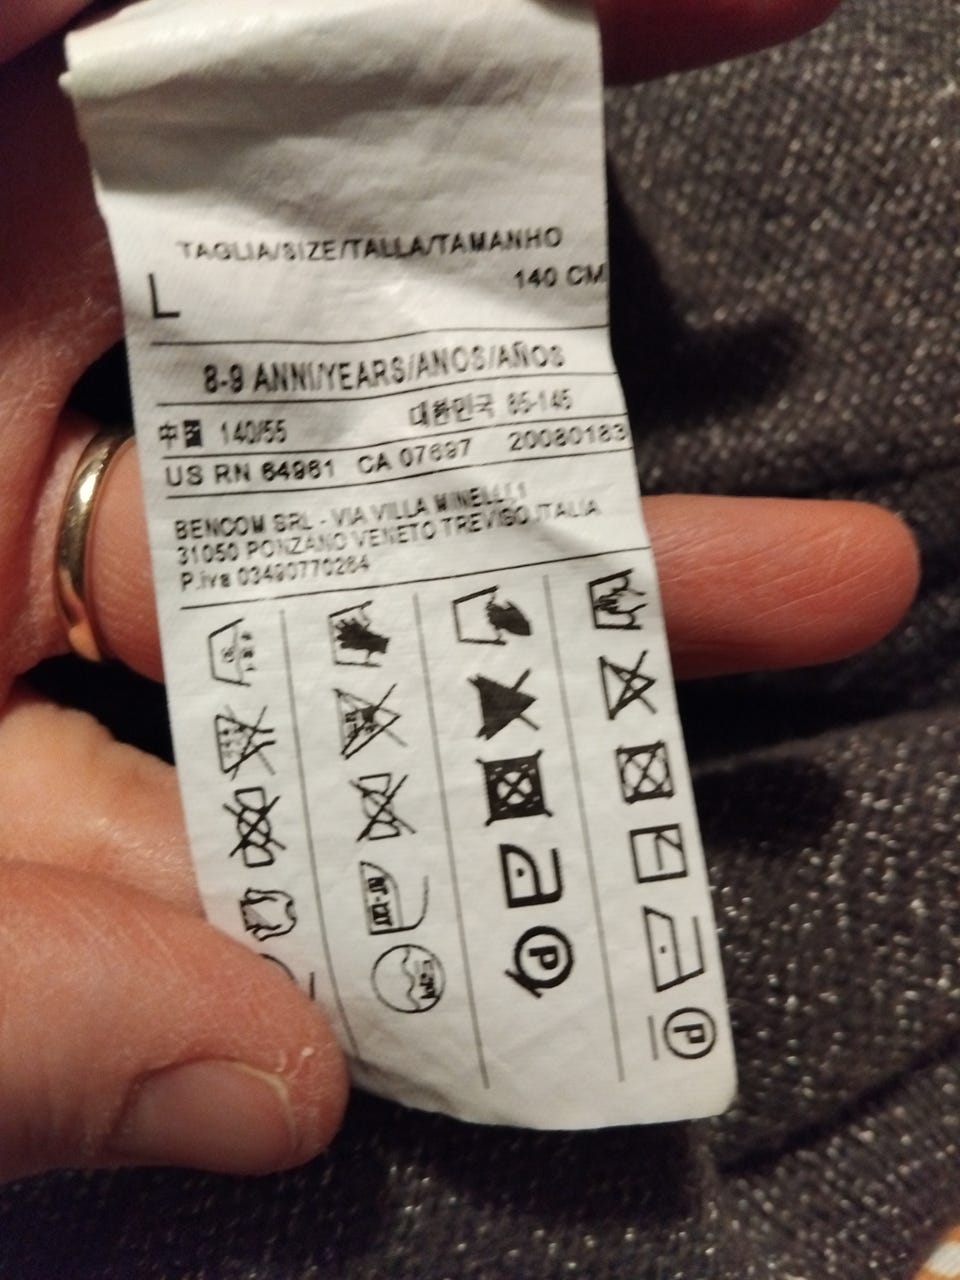 TAGLIA/SIZE/TALLA/TAMANHO
L 140 CM
8-9 ANNI/YEARS/ANOS/AÑOS
中國 140/55 대한민국 65-145
US RN 64961 CA 07697 20080183
BENCOM SRL - VIA VILLA MINELLI,1
31050 PONZANO VENETO TREVISO ITALIA
P.iva 03490770264
P
P